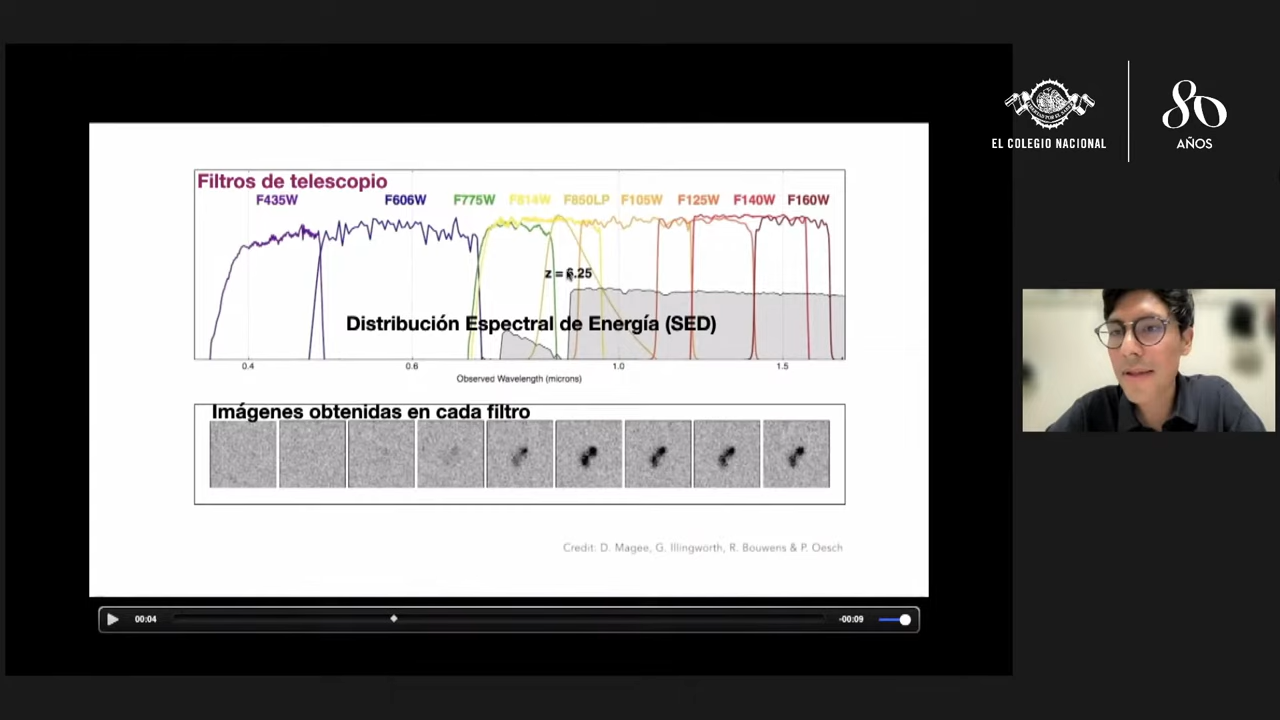 Filtros de telescopio
F435W F606W F775W F814W F850LP F105W F125W F140W F160W
z = 6.25
Distribución Espectral de Energía (SED)
0.4 0.6 1.0 1.5
Observed Wavelength (microns)
Imágenes obtenidas en cada filtro
Credit: D. Magee, G. Illingworth, R. Bouwens & P. Oesch
00:04 -00:09
EL COLEGIO NACIONAL
80
AÑOS